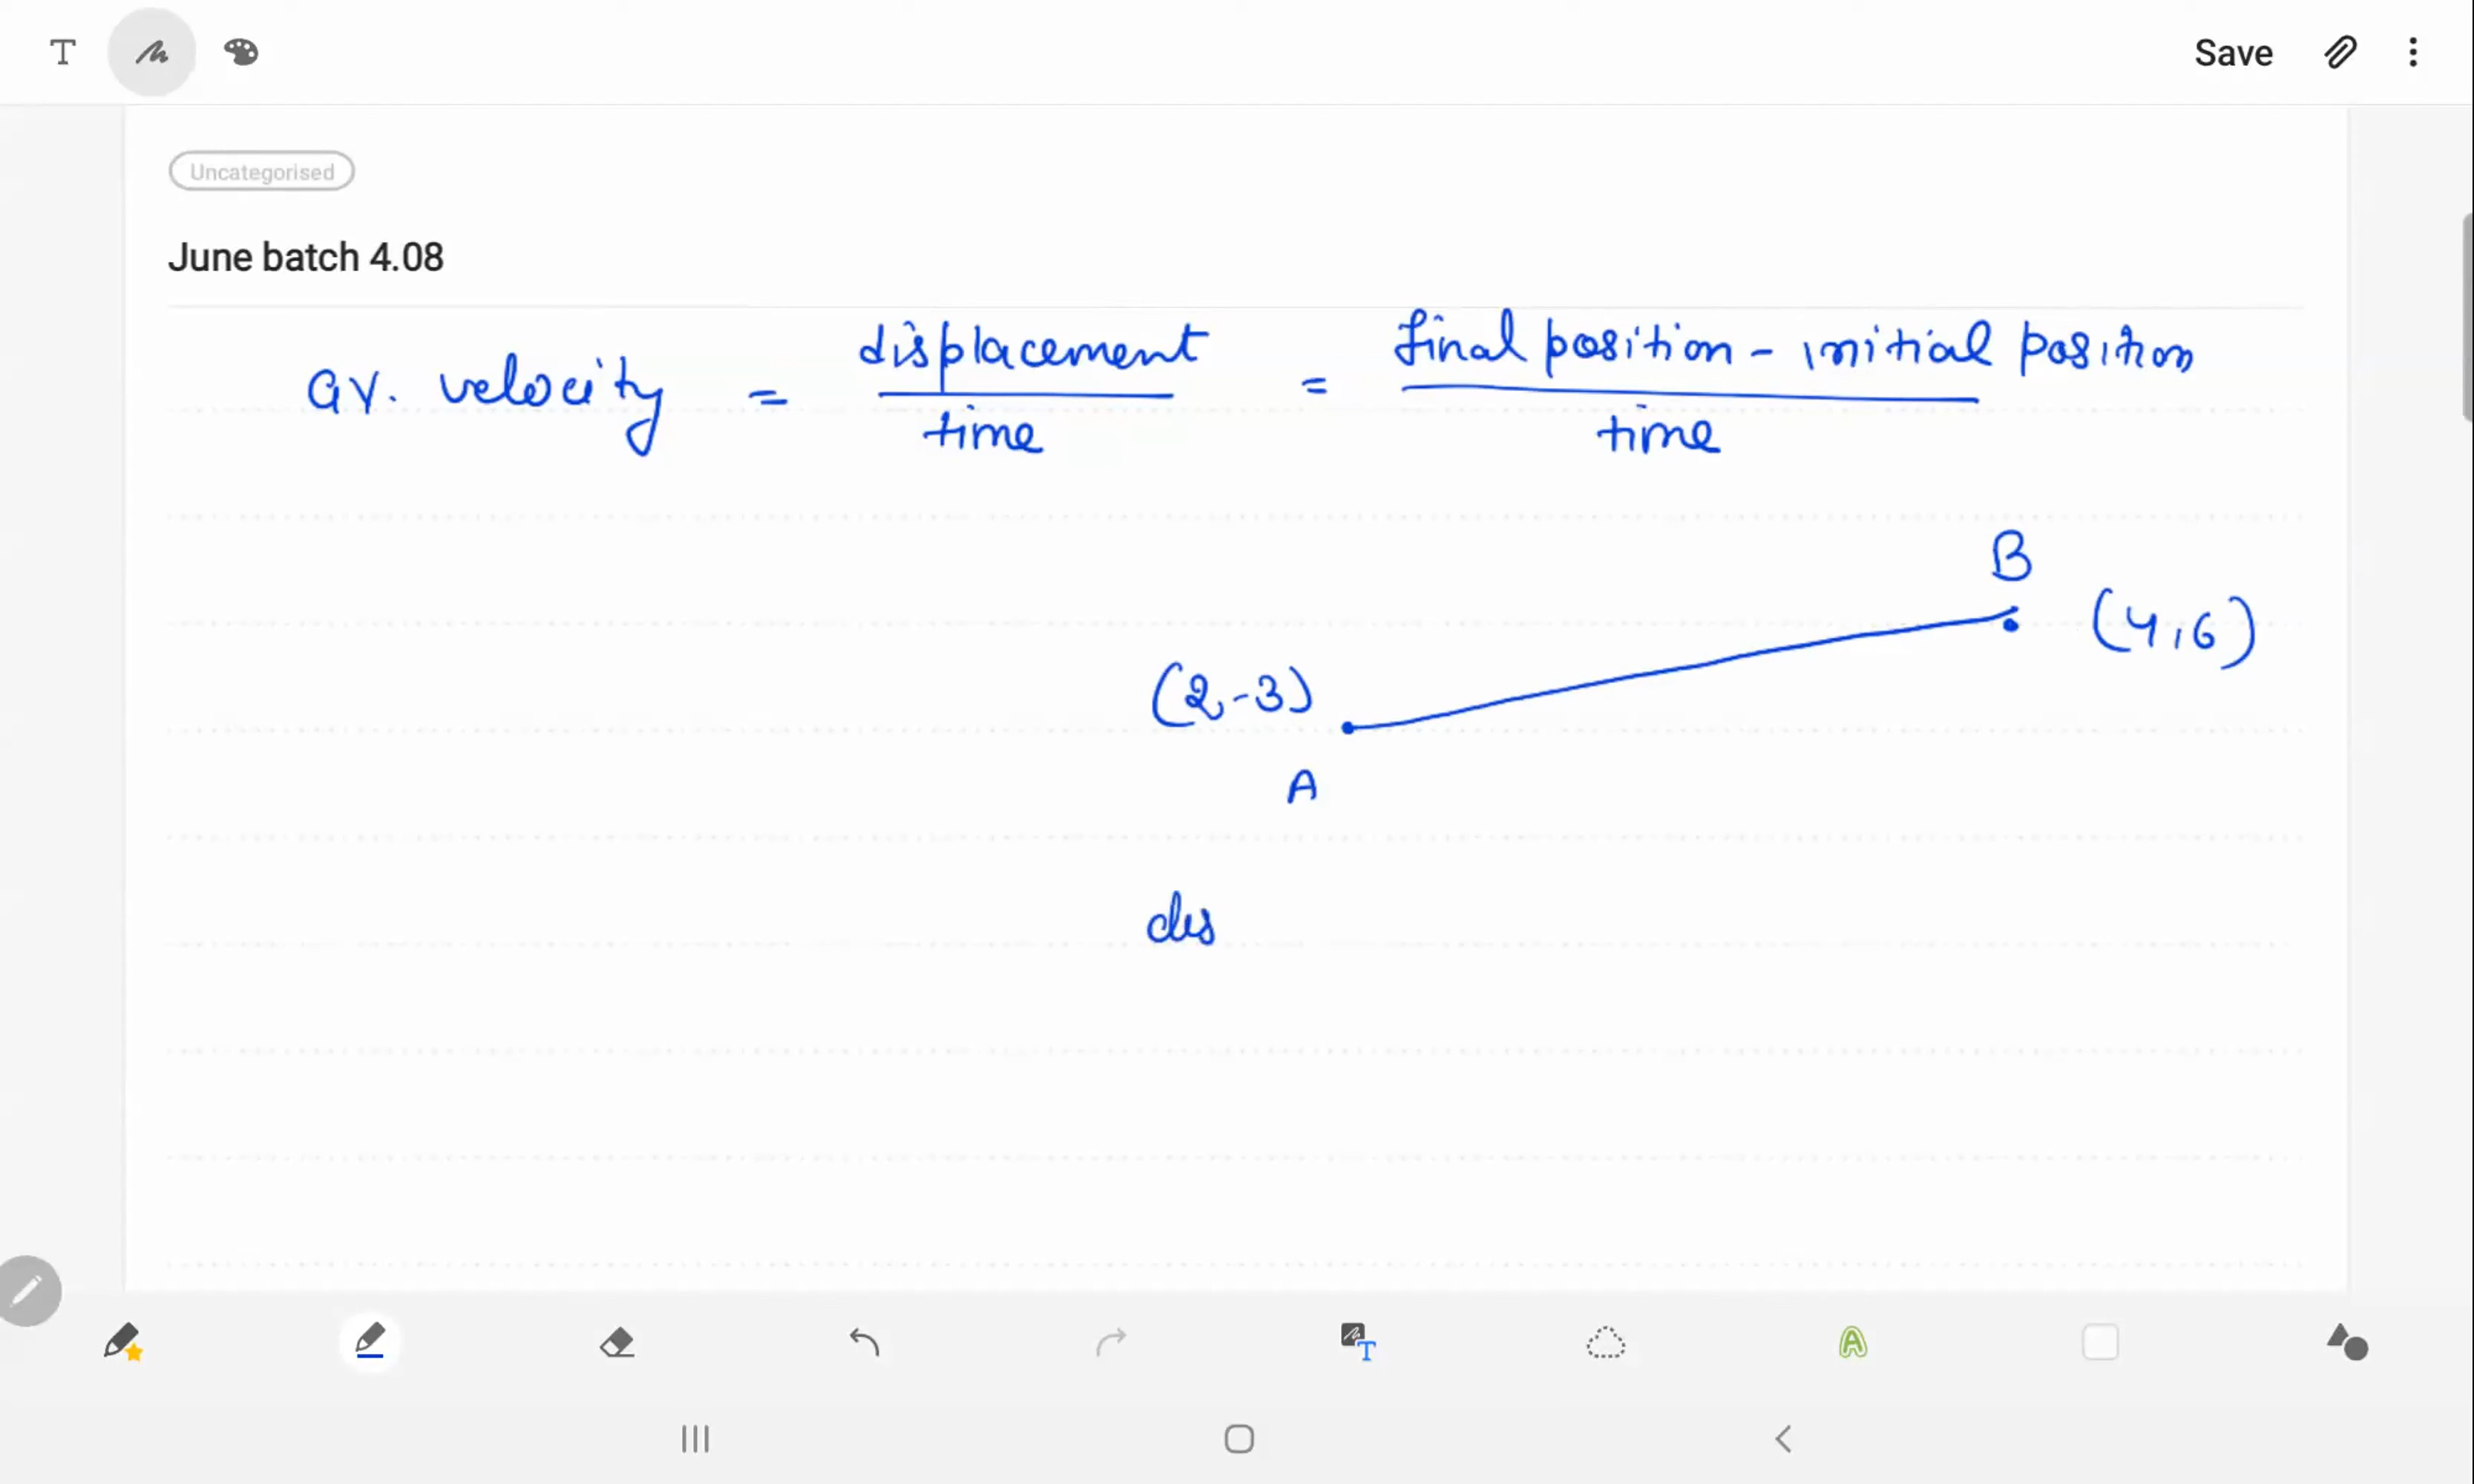 Save
Uncategorised
June batch 4.08
av. velocity = displacement / time = final position - initial position / time
B
(4,6)
(2,-3)
A
dis
T
A